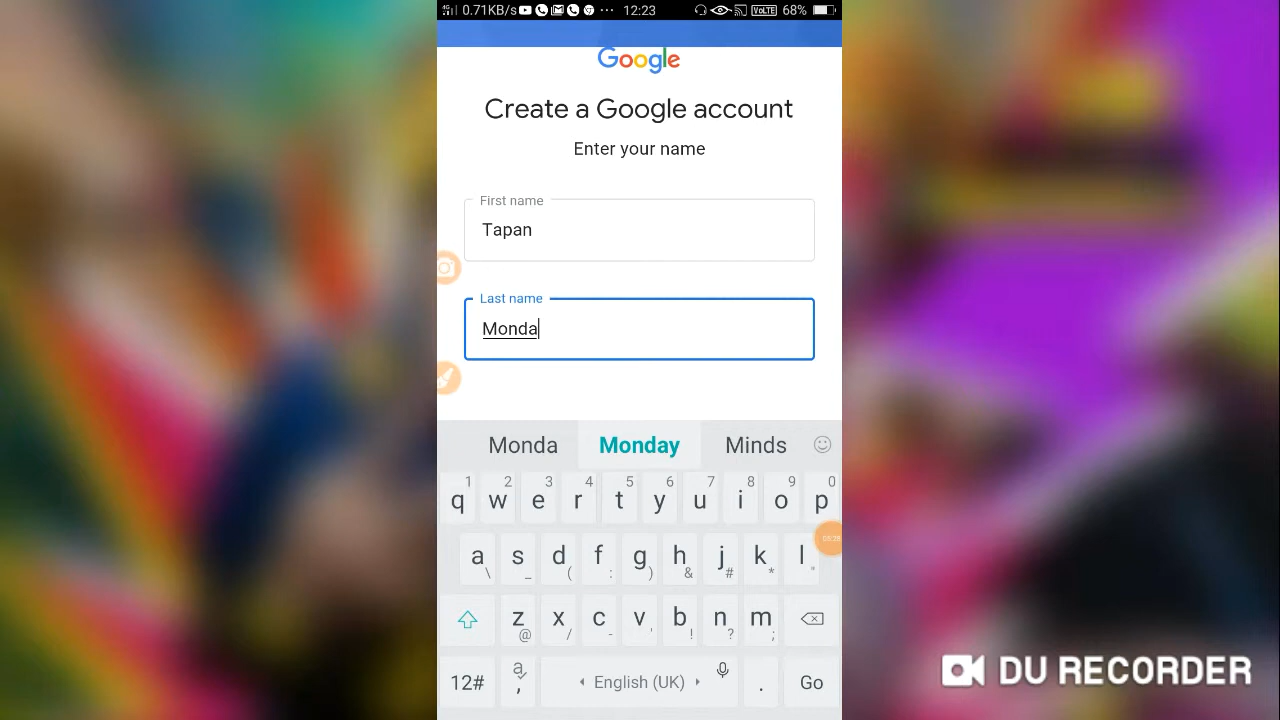 0.71KB/s ... 12:23 VoLTE 68%
Google
Create a Google account
Enter your name
First name
Tapan
Last name
Monda
Monda Monday Minds
1 2 3 4 5 6 7 8 9 0
q w e r t y u i o p
a s d f g h j k l
\ _ ( : ) & # * "
z x c v b n m
@ / - ' ! ? ;
12# a , English (UK) . Go
DU RECORDER